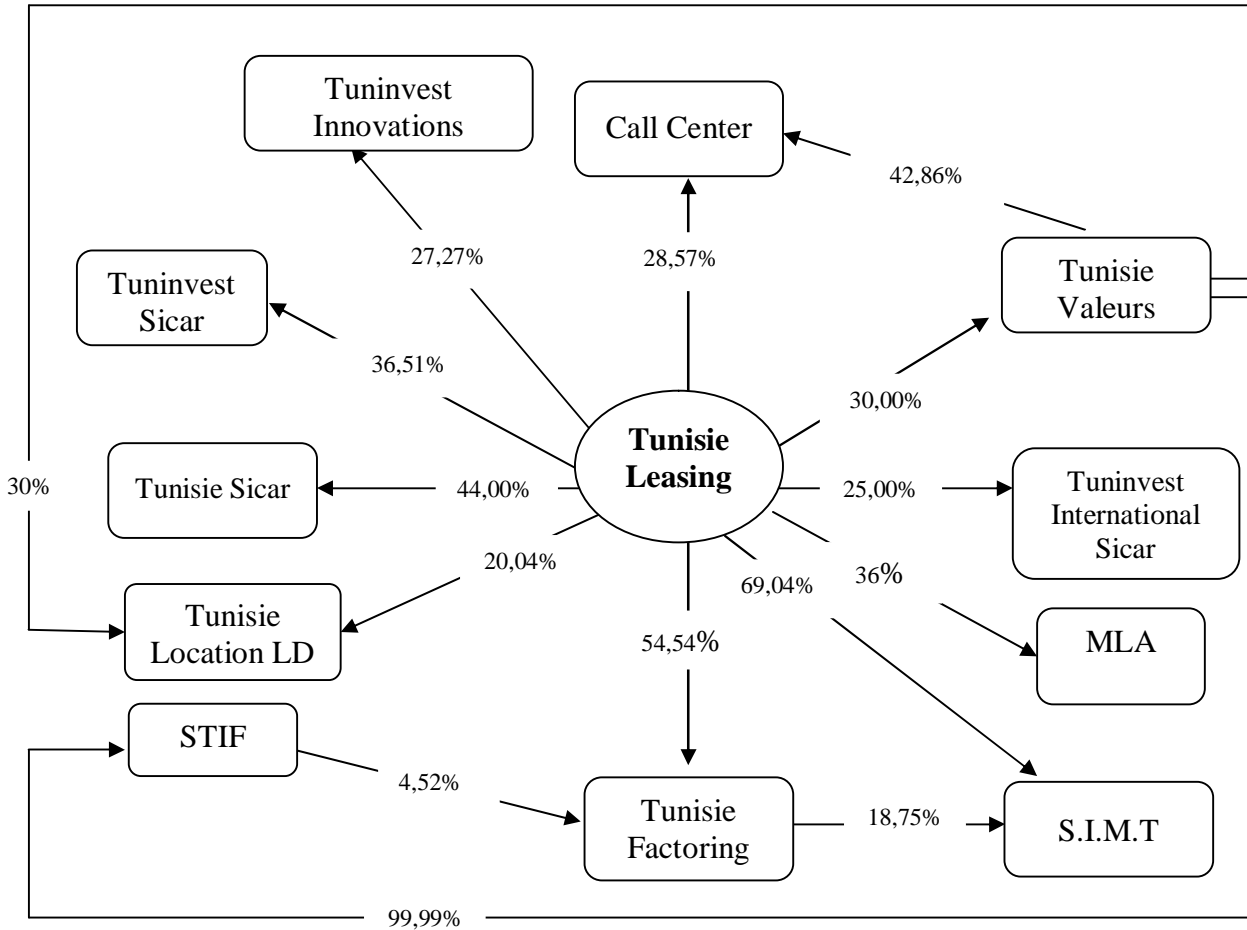 Tuninvest
Innovations
Call Center
42,86%
27,27%
28,57%
Tuninvest
Sicar
Tunisie
Valeurs
36,51%
30,00%
Tunisie
Leasing
30%
Tunisie Sicar
44,00%
25,00%
Tuninvest
International
Sicar
20,04%
69,04%
36%
Tunisie
Location LD
54,54%
MLA
STIF
4,52%
Tunisie
Factoring
18,75%
S.I.M.T
99,99%